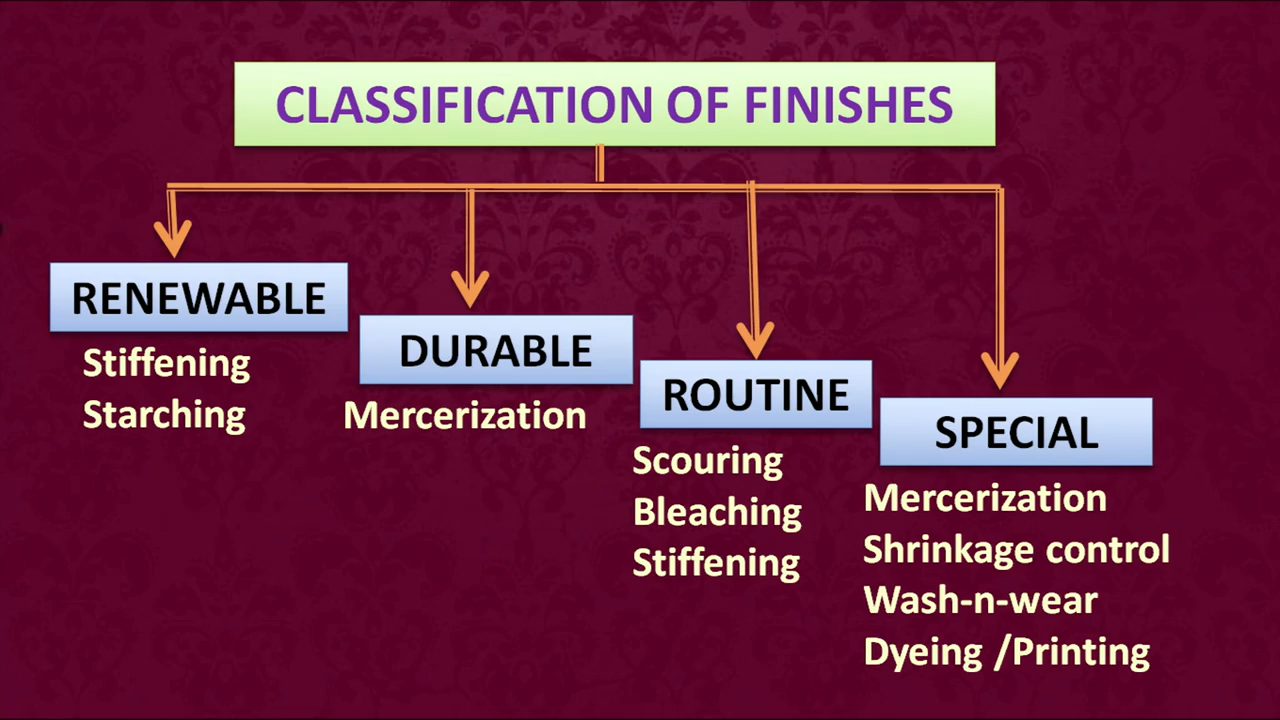 CLASSIFICATION OF FINISHES
RENEWABLE
Stiffening
Starching
DURABLE
Mercerization
ROUTINE
Scouring
Bleaching
Stiffening
SPECIAL
Mercerization
Shrinkage control
Wash-n-wear
Dyeing /Printing